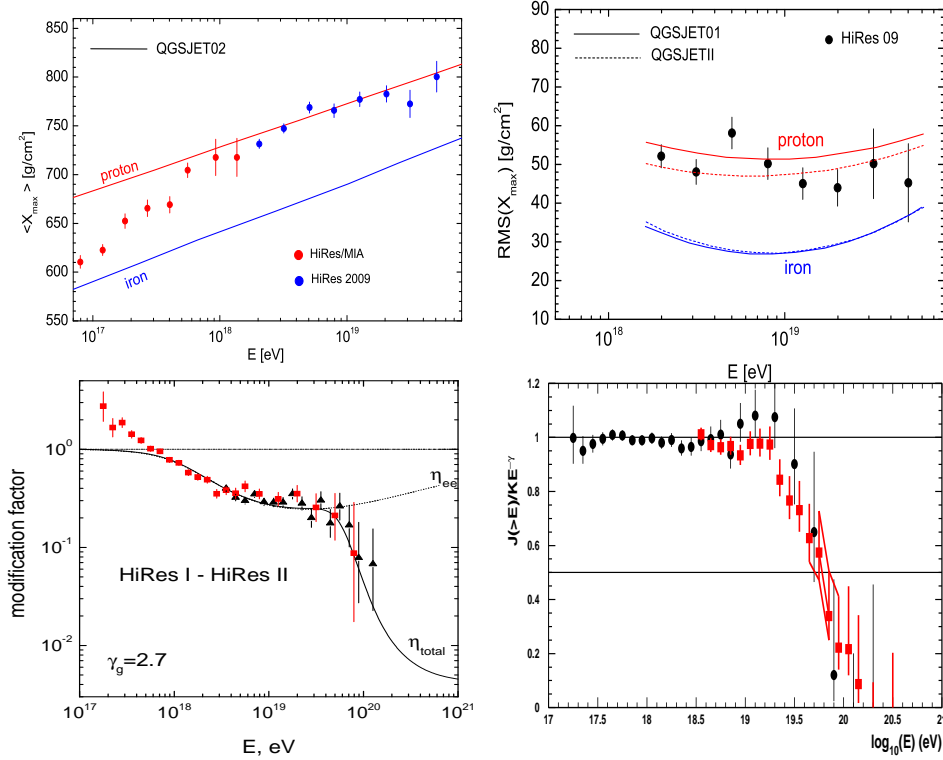 QGSJET02
proton
iron
HiRes/MIA
HiRes 2009
<X_max> [g/cm²]
850
800
750
700
650
600
550
10^17
10^18
10^19
E [eV]
QGSJET01
QGSJETII
HiRes 09
proton
iron
RMS(X_max) [g/cm²]
90
80
70
60
50
40
30
20
10
10^18
10^19
E [eV]
modification factor
10^0
10^-1
10^-2
η_ee
HiRes I - HiRes II
η_total
γ_g=2.7
10^17
10^18
10^19
10^20
10^21
E, eV
J(>E)/KE^-γ
1.2
1
0.8
0.6
0.4
0.2
0
17
17.5
18
18.5
19
19.5
20
20.5
log₁₀(E) (eV)